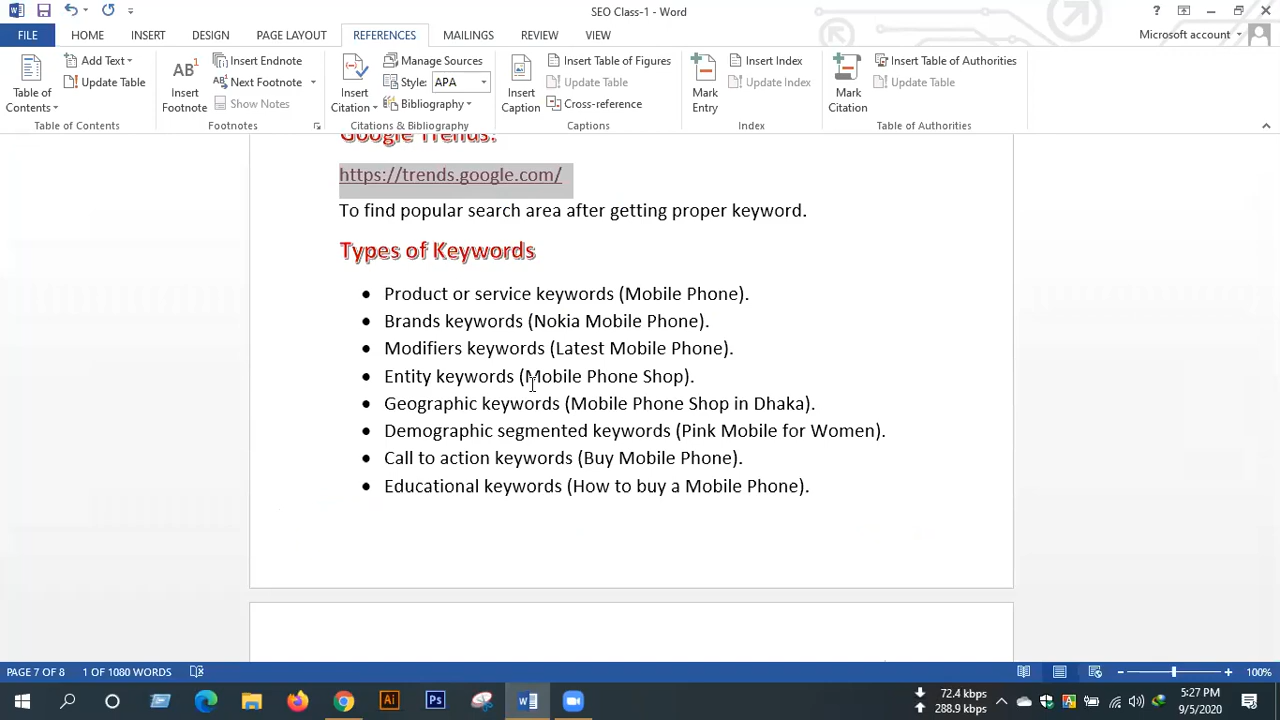 SEO Class-1 - Word
FILE HOME INSERT DESIGN PAGE LAYOUT REFERENCES MAILINGS REVIEW VIEW Microsoft account
Table of Contents
Add Text
Update Table
Table of Contents
AB1
Insert Footnote
Insert Endnote
Next Footnote
Show Notes
Footnotes
Insert Citation
Manage Sources
Style: APA
Bibliography
Citations & Bibliography
Insert Caption
Insert Table of Figures
Update Table
Cross-reference
Captions
Mark Entry
Insert Index
Update Index
Index
Mark Citation
Insert Table of Authorities
Update Table
Table of Authorities
Google Trends:
https://trends.google.com/
To find popular search area after getting proper keyword.
Types of Keywords
• Product or service keywords (Mobile Phone).
• Brands keywords (Nokia Mobile Phone).
• Modifiers keywords (Latest Mobile Phone).
• Entity keywords (Mobile Phone Shop).
• Geographic keywords (Mobile Phone Shop in Dhaka).
• Demographic segmented keywords (Pink Mobile for Women).
• Call to action keywords (Buy Mobile Phone).
• Educational keywords (How to buy a Mobile Phone).
PAGE 7 OF 8 1 OF 1080 WORDS 100%
Ai Ps
72.4 kbps
288.9 kbps
5:27 PM
9/5/2020